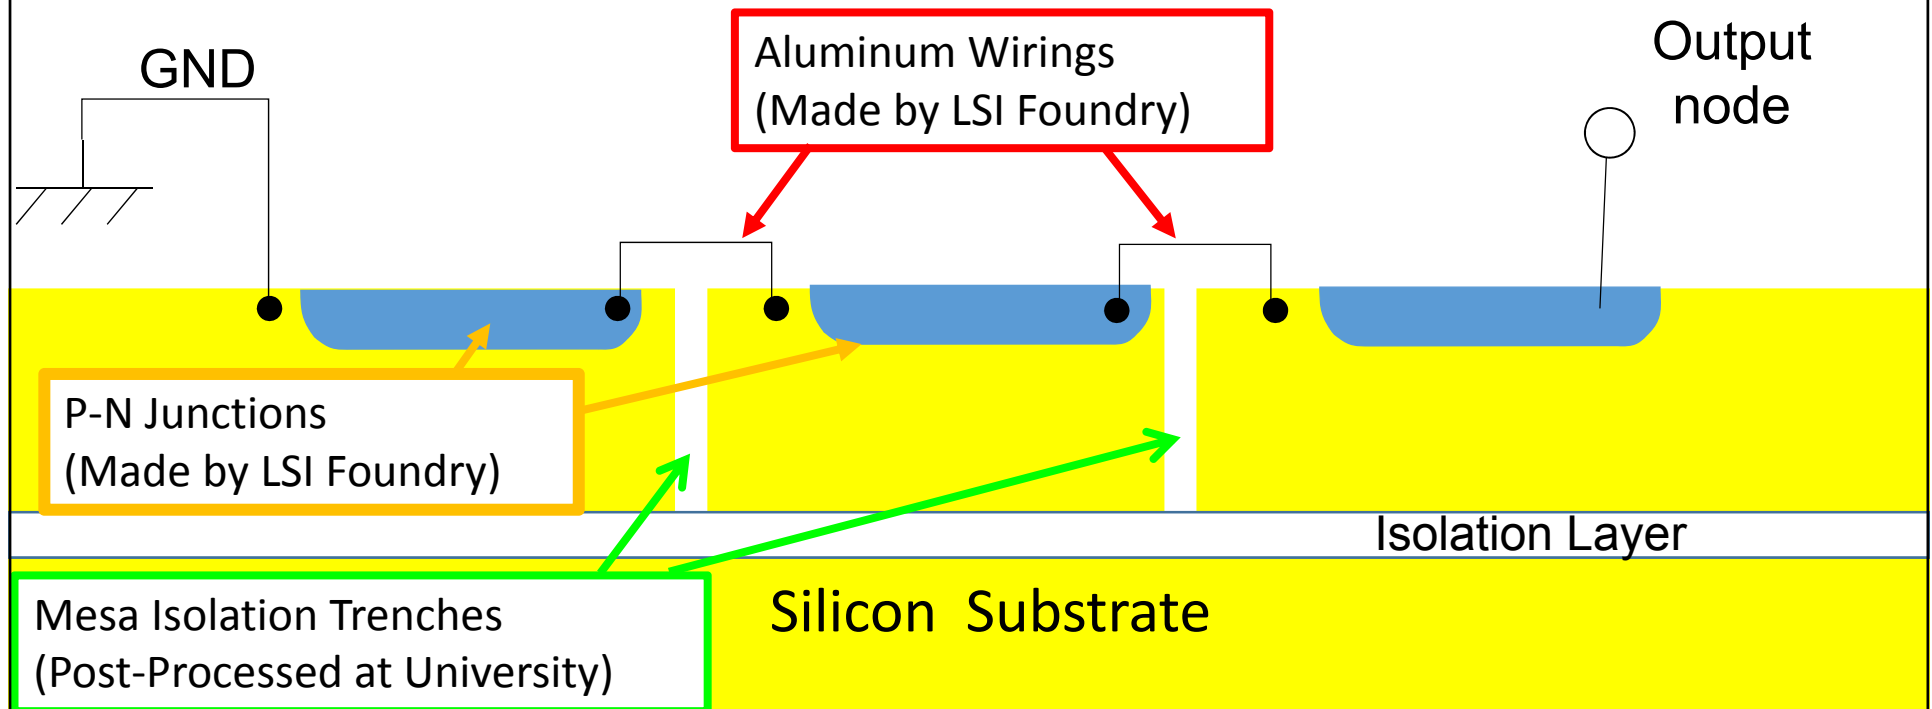 GND
Aluminum Wirings
(Made by LSI Foundry)
Output
node
P-N Junctions
(Made by LSI Foundry)
Isolation Layer
Mesa Isolation Trenches
(Post-Processed at University)
Silicon Substrate